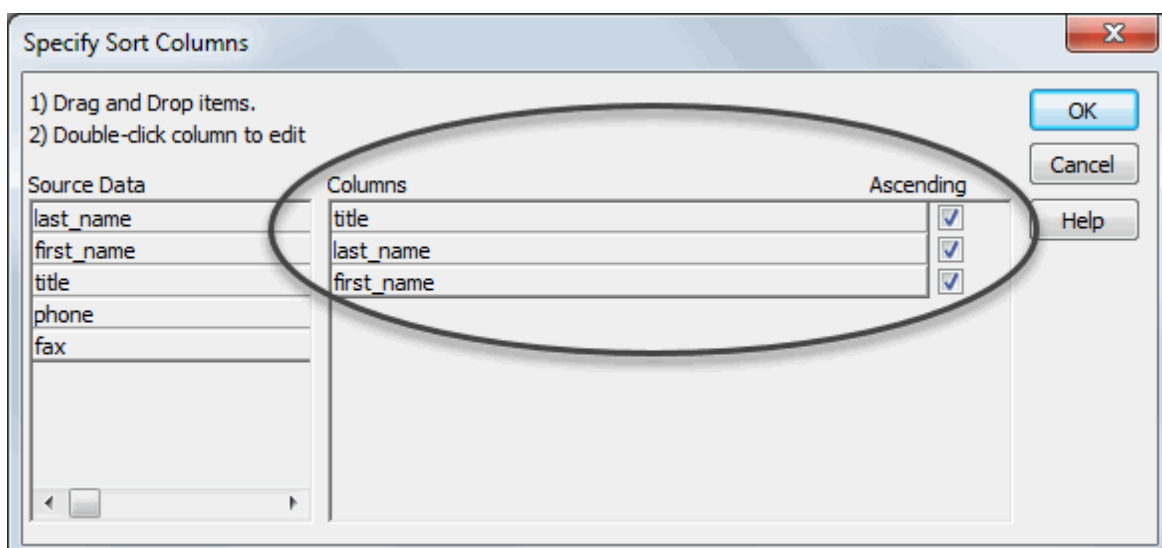 Specify Sort Columns
1) Drag and Drop items.
2) Double-click column to edit
OK
Cancel
Help
Source Data
last_name
first_name
title
phone
fax
Columns Ascending
title
last_name
first_name